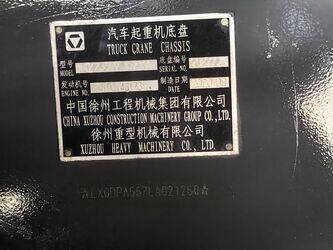 汽车起重机底盘
TRUCK CRANE CHASSIS
型号 底盘编号
MODEL SERIAL NO.
发动机号 制造日期
ENGINE NO.
中国徐州工程机械集团有限公司
CHINA XUZHOU CONSTRUCTION MACHINERY GROUP CO.,LTD.
徐州重型机械有限公司
XUZHOU HEAVY MACHINERY CO.,LTD.